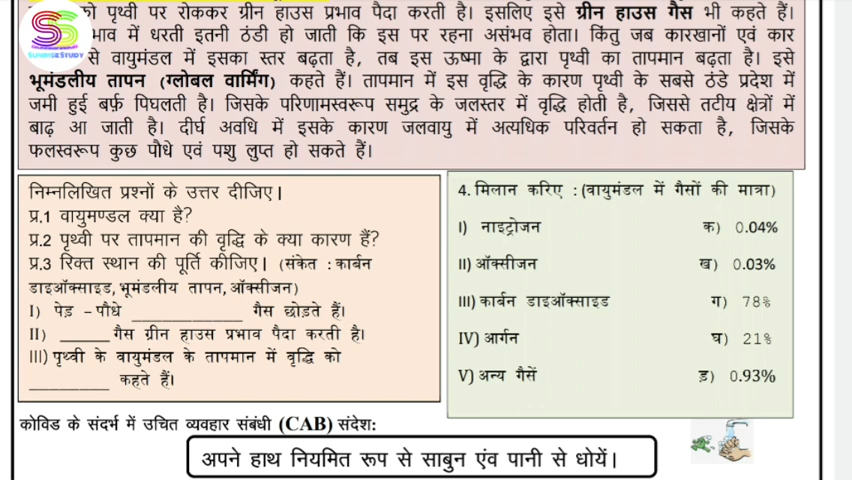 को पृथ्वी पर रोककर ग्रीन हाउस प्रभाव पैदा करती है। इसलिए इसे ग्रीन हाउस गैस भी कहते हैं।
भाव में धरती इतनी ठंडी हो जाती कि इस पर रहना असंभव होता। किंतु जब कारखानों एवं कार
से वायुमंडल में इसका स्तर बढ़ता है, तब इस ऊष्मा के द्वारा पृथ्वी का तापमान बढ़ता है। इसे
भूमंडलीय तापन (ग्लोबल वार्मिंग) कहते हैं। तापमान में इस वृद्धि के कारण पृथ्वी के सबसे ठंडे प्रदेश में
जमी हुई बर्फ़ पिघलती है। जिसके परिणामस्वरूप समुद्र के जलस्तर में वृद्धि होती है, जिससे तटीय क्षेत्रों में
बाढ़ आ जाती है। दीर्घ अवधि में इसके कारण जलवायु में अत्यधिक परिवर्तन हो सकता है, जिसके
फलस्वरूप कुछ पौधे एवं पशु लुप्त हो सकते हैं।
SUNRISE STUDY
निम्नलिखित प्रश्नों के उत्तर दीजिए।
प्र.1 वायुमण्डल क्या है?
प्र.2 पृथ्वी पर तापमान की वृद्धि के क्या कारण हैं?
प्र.3 रिक्त स्थान की पूर्ति कीजिए। (संकेत : कार्बन
डाइऑक्साइड, भूमंडलीय तापन, ऑक्सीजन)
I) पेड़ – पौधे ____________ गैस छोड़ते हैं।
II) ______ गैस ग्रीन हाउस प्रभाव पैदा करती है।
III) पृथ्वी के वायुमंडल के तापमान में वृद्धि को
_________ कहते हैं।
4. मिलान करिए : (वायुमंडल में गैसों की मात्रा)
I) नाइट्रोजन क) 0.04%
II) ऑक्सीजन ख) 0.03%
III) कार्बन डाइऑक्साइड ग) 78%
IV) आर्गन घ) 21%
V) अन्य गैसें ड़) 0.93%
कोविड के संदर्भ में उचित व्यवहार संबंधी (CAB) संदेश:
अपने हाथ नियमित रूप से साबुन एंव पानी से धोयें।